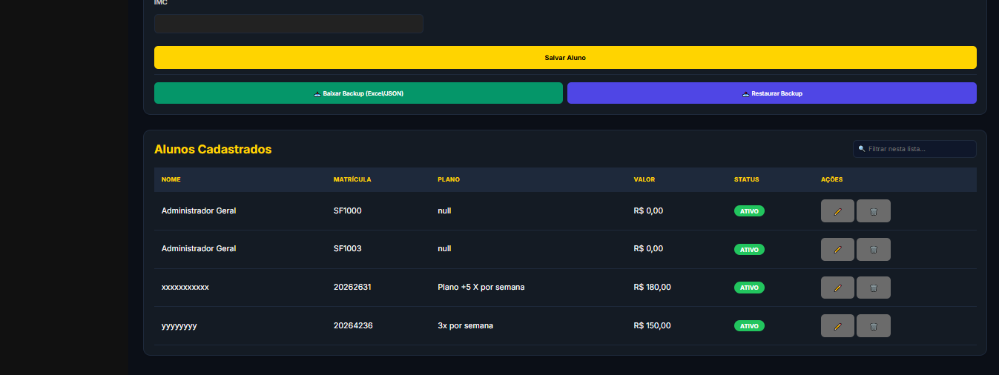 IMC
Salvar Aluno
Baixar Backup (Excel/JSON) Restaurar Backup
Alunos Cadastrados Filtrar nesta lista...
NOME MATRÍCULA PLANO VALOR STATUS AÇÕES
Administrador Geral SF1000 null R$ 0,00 ATIVO
Administrador Geral SF1003 null R$ 0,00 ATIVO
xxxxxxxxxxx 20262631 Plano +5 X por semana R$ 180,00 ATIVO
yyyyyyyy 20264236 3x por semana R$ 150,00 ATIVO